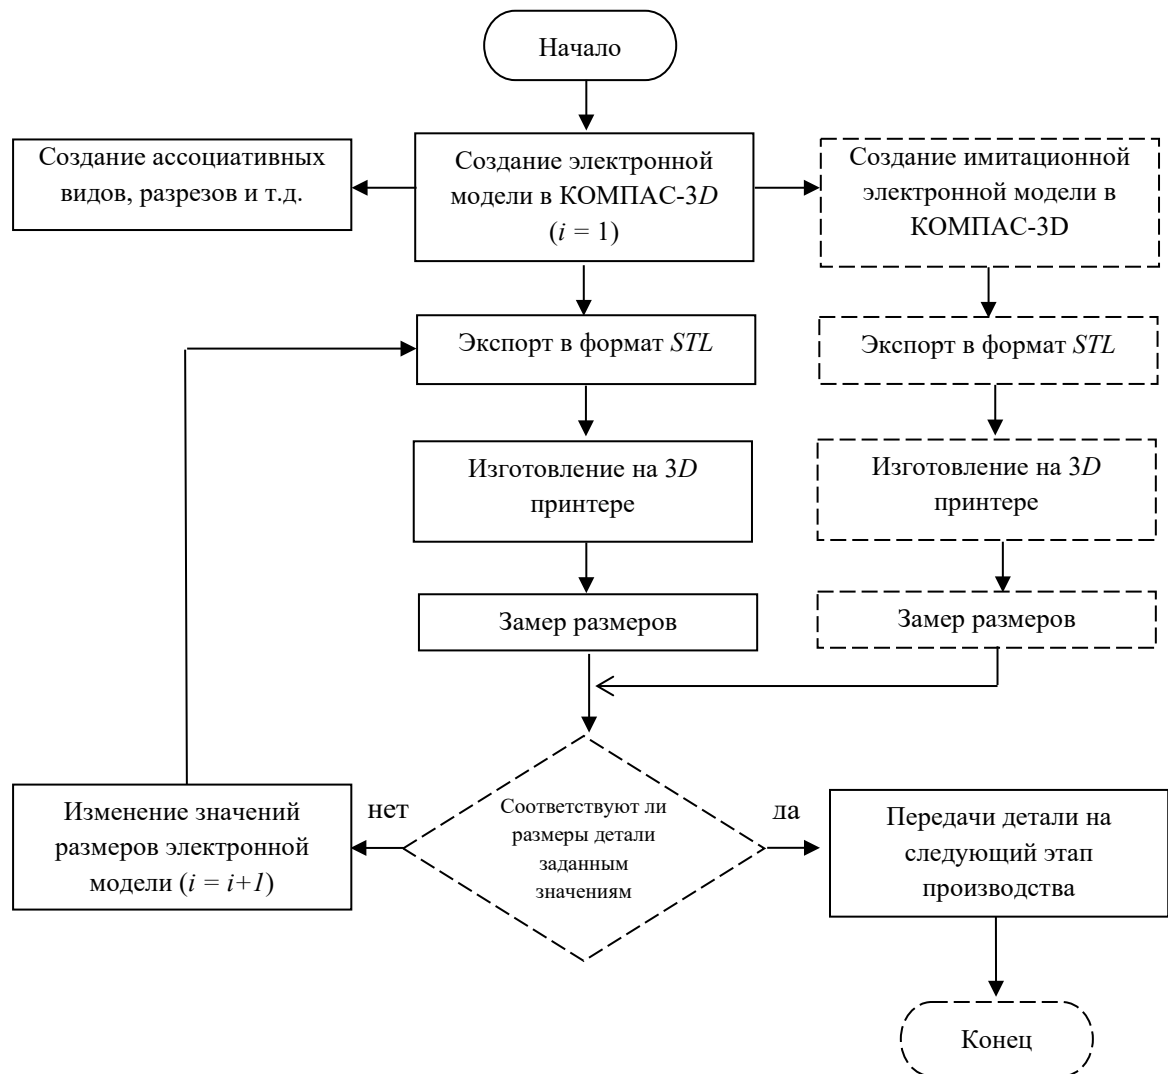 Начало
Создание ассоциативных
видов, разрезов и т.д.
Создание электронной
модели в КОМПАС-3D
(i = 1)
Создание имитационной
электронной модели в
КОМПАС-3D
Экспорт в формат STL
Экспорт в формат STL
Изготовление на 3D
принтере
Изготовление на 3D
принтере
Замер размеров
Замер размеров
Изменение значений
размеров электронной
модели (i = i+1)
нет
Соответствуют ли
размеры детали
заданным
значениям
да
Передачи детали на
следующий этап
производства
Конец